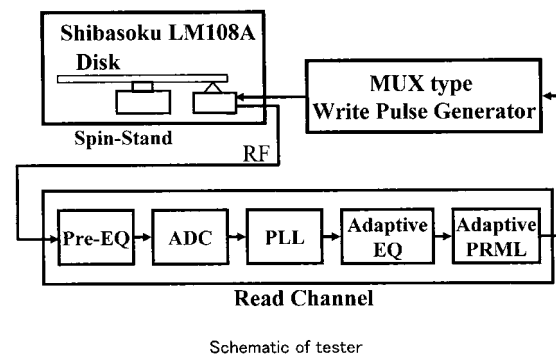 Shibasoku LM108A
Disk
MUX type
Write Pulse Generator
Spin-Stand
RF
Pre-EQ
ADC
PLL
Adaptive
EQ
Adaptive
PRML
Read Channel
Schematic of tester